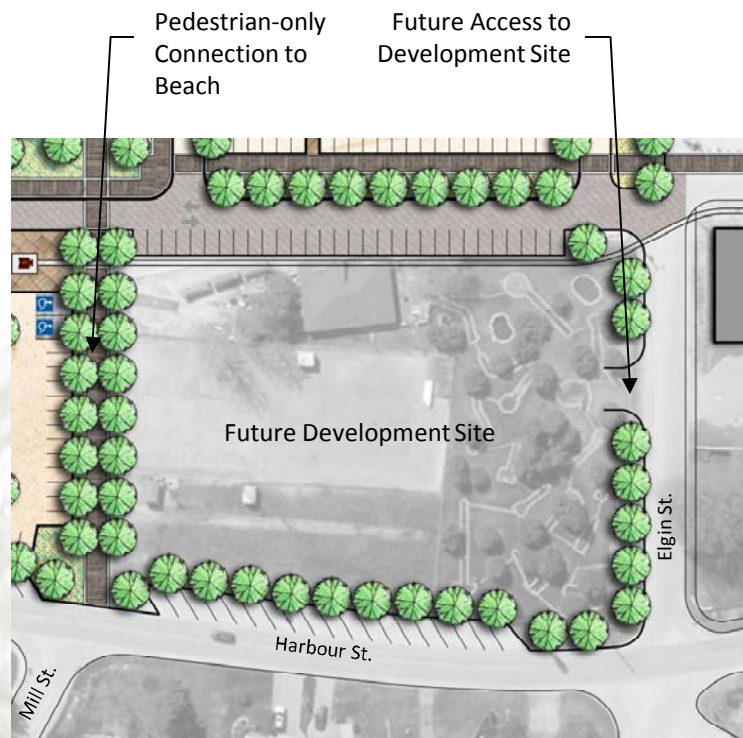 Pedestrian-only
Connection to
Beach
Future Access to
Development Site
Future Development Site
Elgin St.
Harbour St.
Mill St.